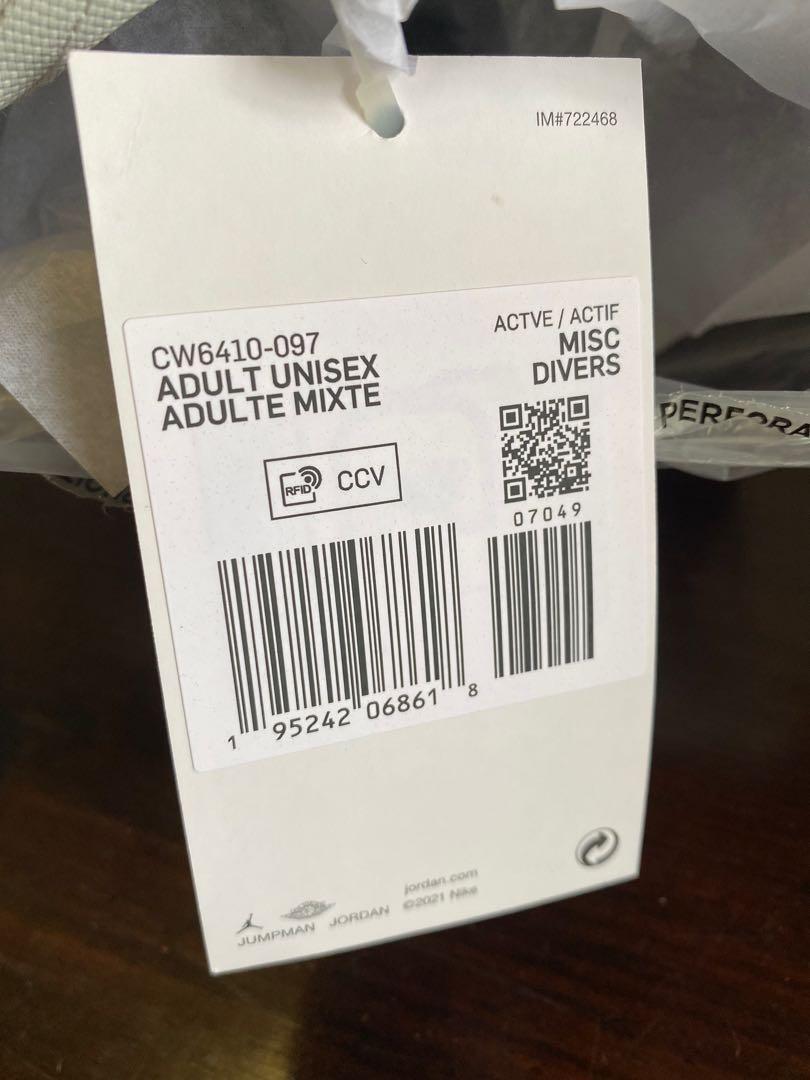 IM#722468
CW6410-097
ADULT UNISEX
ADULTE MIXTE
ACTVE / ACTIF
MISC
DIVERS
RFID CCV
07049
1 95242 06861 8
PERFORA
jordan.com
©2021 Nike
JUMPMAN JORDAN